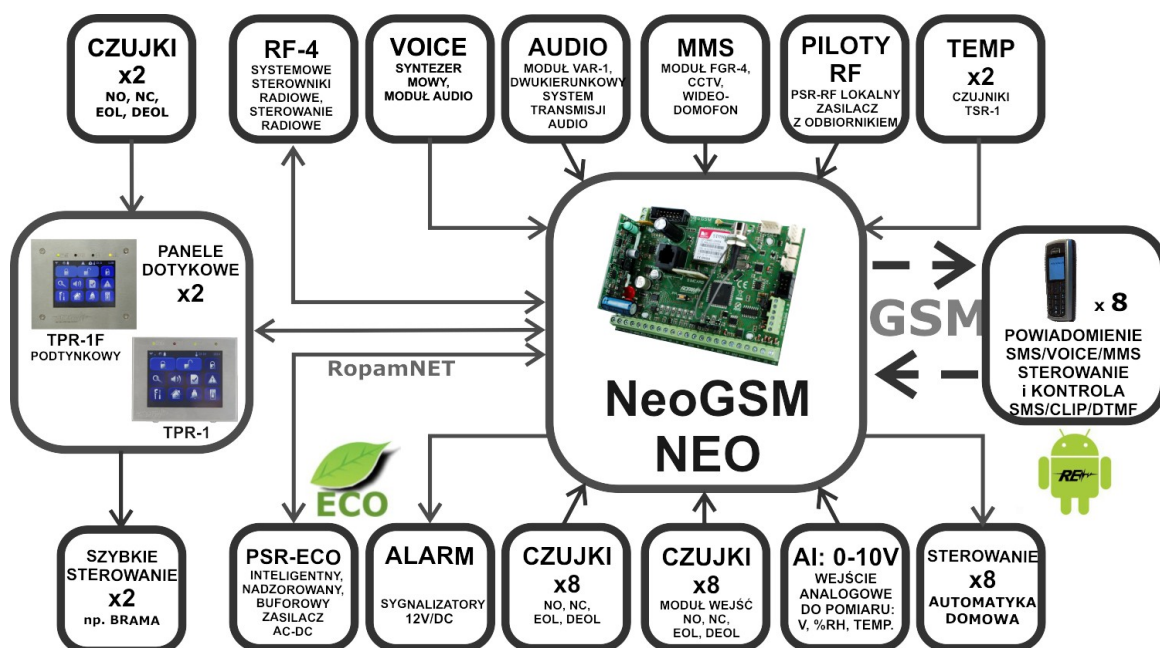 CZUJKI
x2
NO, NC,
EOL, DEOL
RF-4
SYSTEMOWE
STEROWNIKI
RADIOWE,
STEROWANIE
RADIOWE
VOICE
SYNTEZER
MOWY,
MODUŁ AUDIO
AUDIO
MODUŁ VAR-1,
DWUKIERUNKOWY
SYSTEM
TRANSMISJI
AUDIO
MMS
MODUŁ FGR-4,
CCTV,
WIDEO-
DOMOFON
PILOTY
RF
PSR-RF LOKALNY
ZASILACZ
Z ODBIORNIKIEM
TEMP
x2
CZUJNIKI
TSR-1
PANELE
DOTYKOWE
x2
TPR-1F
PODTYNKOWY
TPR-1
RopamNET
NeoGSM
NEO
GSM
x 8
POWIADOMIENIE
SMS/VOICE/MMS
STEROWANIE
i KONTROLA
SMS/CLIP/DTMF
ECO
SZYBKIE
STEROWANIE
x2
np. BRAMA
PSR-ECO
INTELIGENTNY,
NADZOROWANY,
BUFOROWY
ZASILACZ
AC-DC
ALARM
SYGNALIZATORY
12V/DC
CZUJKI
x8
NO, NC,
EOL, DEOL
CZUJKI
x8
MODUŁ WEJŚĆ
NO, NC,
EOL, DEOL
AI: 0-10V
WEJŚCIE
ANALOGOWE
DO POMIARU:
V, %RH, TEMP.
STEROWANIE
x8
AUTOMATYKA
DOMOWA